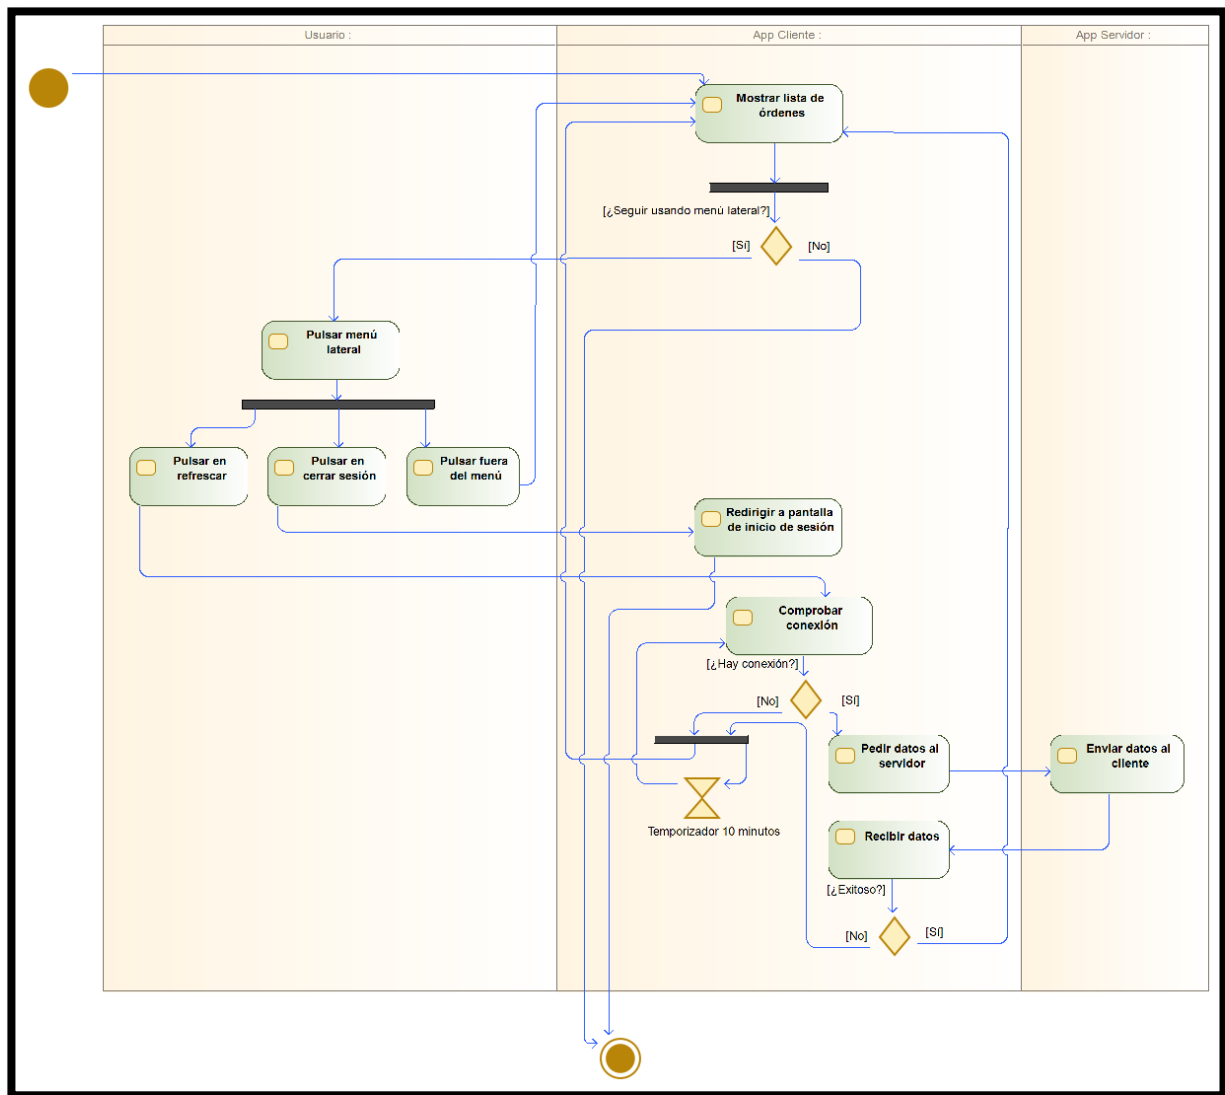 Usuario :
App Cliente :
App Servidor :
Mostrar lista de
órdenes
[¿Seguir usando menú lateral?]
[Sí]
[No]
Pulsar menú
lateral
Pulsar en
refrescar
Pulsar en
cerrar sesión
Pulsar fuera
del menú
Redirigir a pantalla
de inicio de sesión
Comprobar
conexión
[¿Hay conexión?]
[No]
[Sí]
Pedir datos al
servidor
Enviar datos al
cliente
Temporizador 10 minutos
Recibir datos
[¿Exitoso?]
[No]
[Sí]